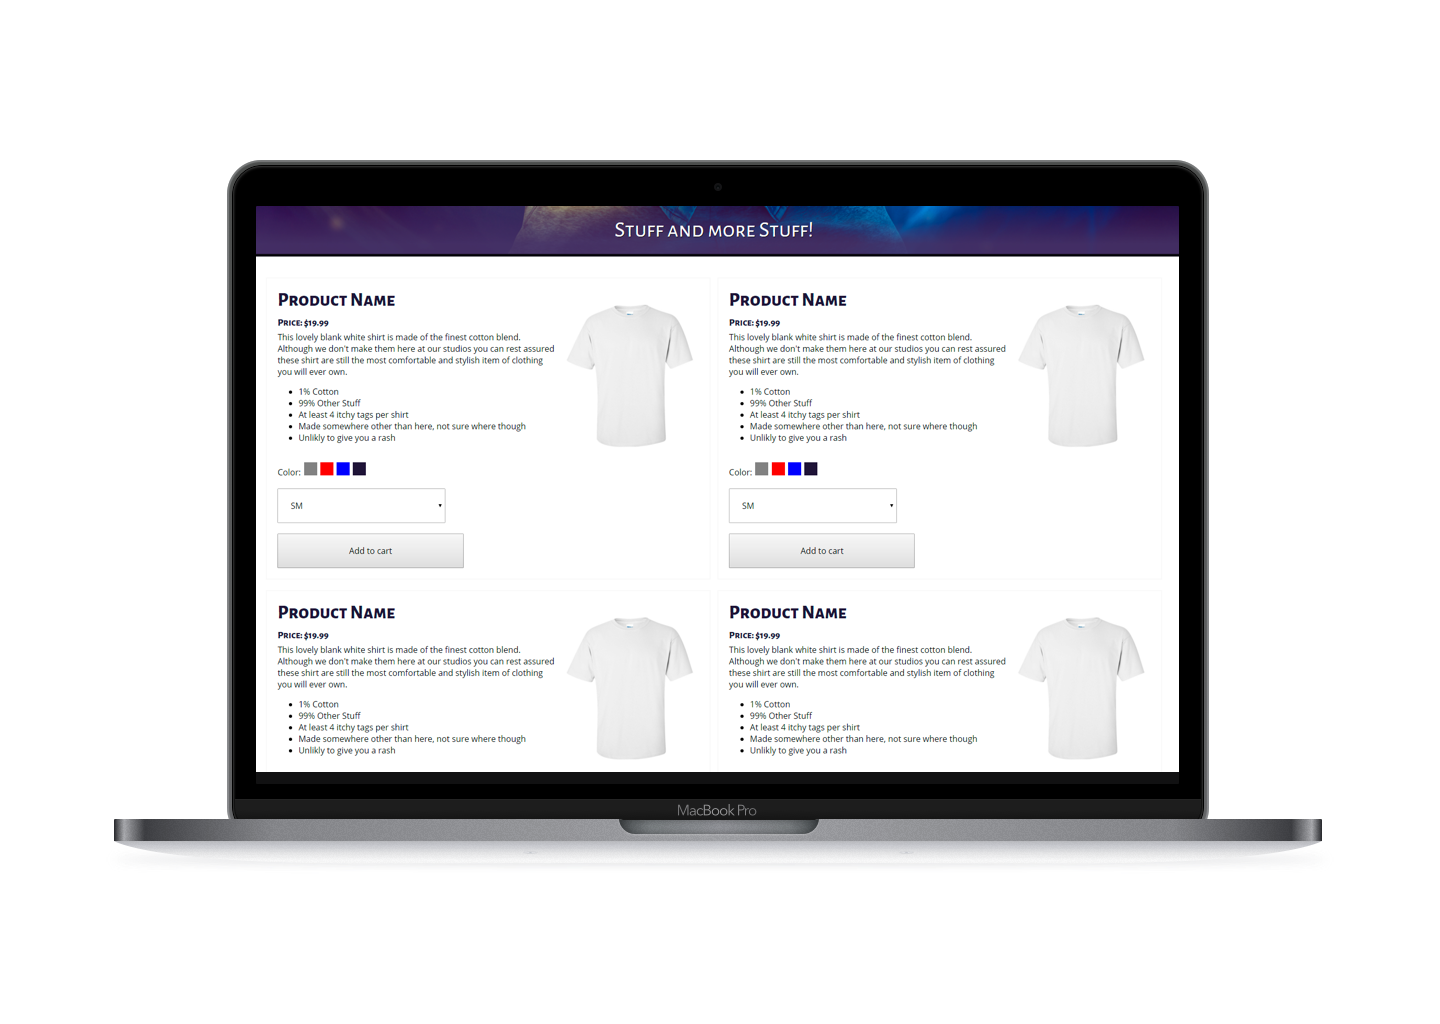 Stuff and more Stuff!
Product Name
Price: $19.99
This lovely blank white shirt is made of the finest cotton blend.
Although we don't make them here at our studios you can rest assured
these shirt are still the most comfortable and stylish item of clothing
you will ever own.
1% Cotton
99% Other Stuff
At least 4 itchy tags per shirt
Made somewhere other than here, not sure where though
Unlikly to give you a rash
Color:
SM
Add to cart
Product Name
Price: $19.99
This lovely blank white shirt is made of the finest cotton blend.
Although we don't make them here at our studios you can rest assured
these shirt are still the most comfortable and stylish item of clothing
you will ever own.
1% Cotton
99% Other Stuff
At least 4 itchy tags per shirt
Made somewhere other than here, not sure where though
Unlikly to give you a rash
Color:
SM
Add to cart
Product Name
Price: $19.99
This lovely blank white shirt is made of the finest cotton blend.
Although we don't make them here at our studios you can rest assured
these shirt are still the most comfortable and stylish item of clothing
you will ever own.
1% Cotton
99% Other Stuff
At least 4 itchy tags per shirt
Made somewhere other than here, not sure where though
Unlikly to give you a rash
Product Name
Price: $19.99
This lovely blank white shirt is made of the finest cotton blend.
Although we don't make them here at our studios you can rest assured
these shirt are still the most comfortable and stylish item of clothing
you will ever own.
1% Cotton
99% Other Stuff
At least 4 itchy tags per shirt
Made somewhere other than here, not sure where though
Unlikly to give you a rash
MacBook Pro